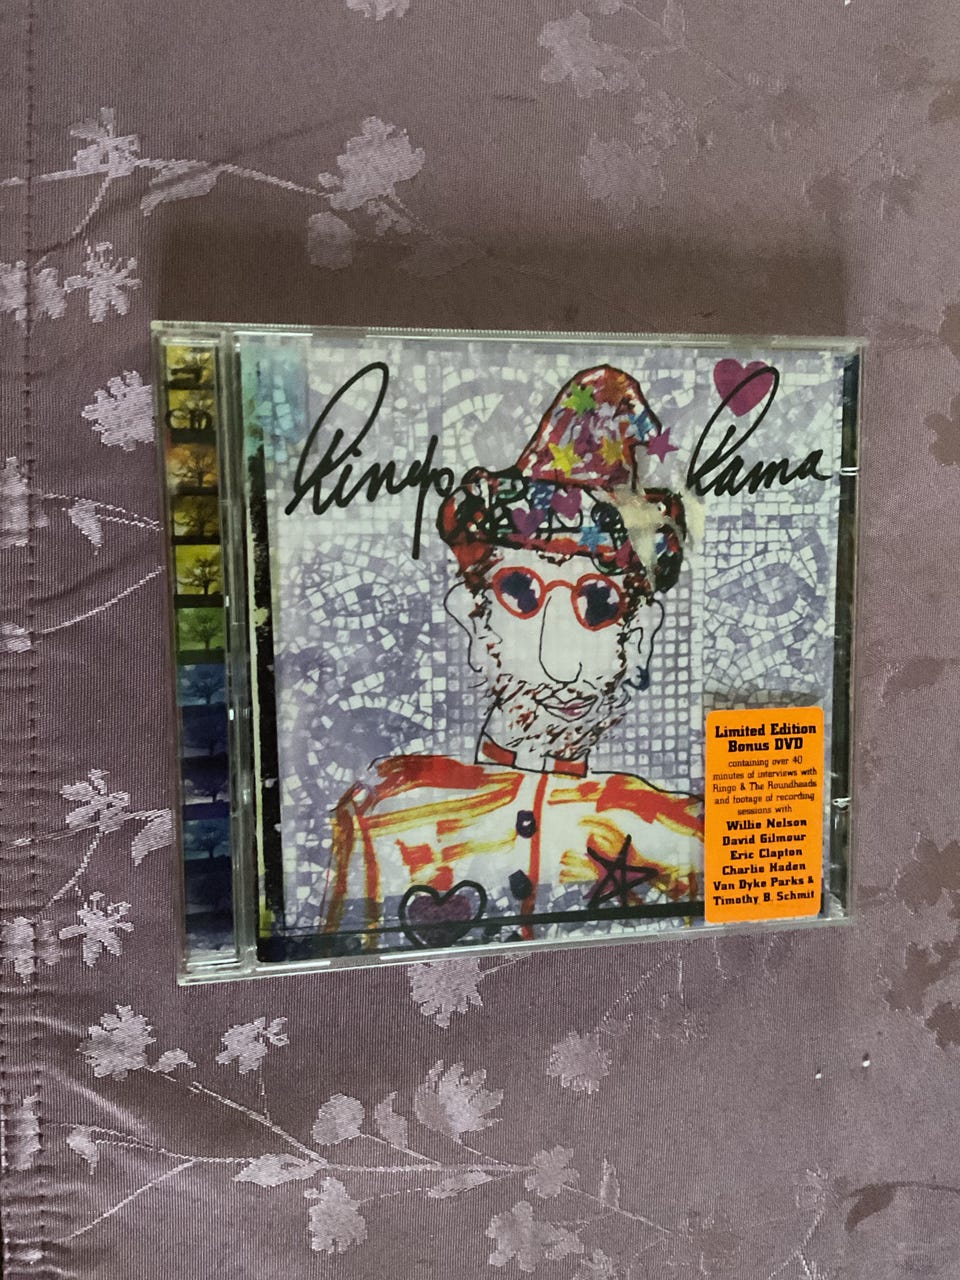 Ringo Rama
CD
Limited Edition
Bonus DVD
containing over 40
minutes of interviews with
Ringo & The Roundheads
and footage of recording
sessions with
Willie Nelson
David Gilmour
Eric Clapton
Charlie Haden
Van Dyke Parks &
Timothy B. Schmit